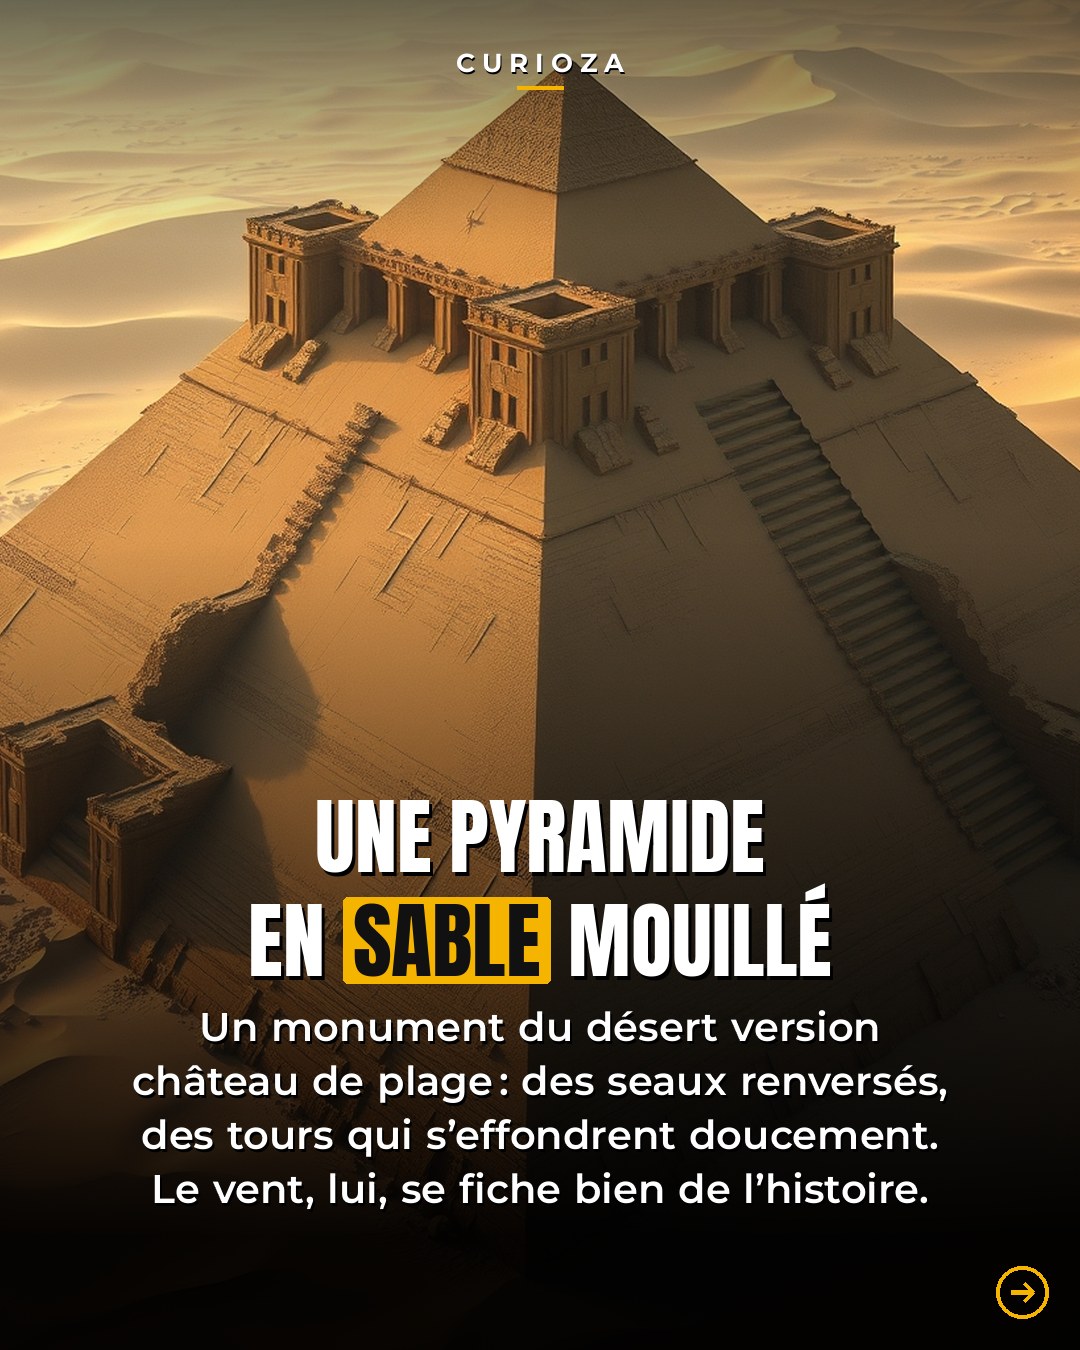 CURIOZA
UNE PYRAMIDE
EN SABLE MOUILLÉ
Un monument du désert version
château de plage : des seaux renversés,
des tours qui s’effondrent doucement.
Le vent, lui, se fiche bien de l’histoire.